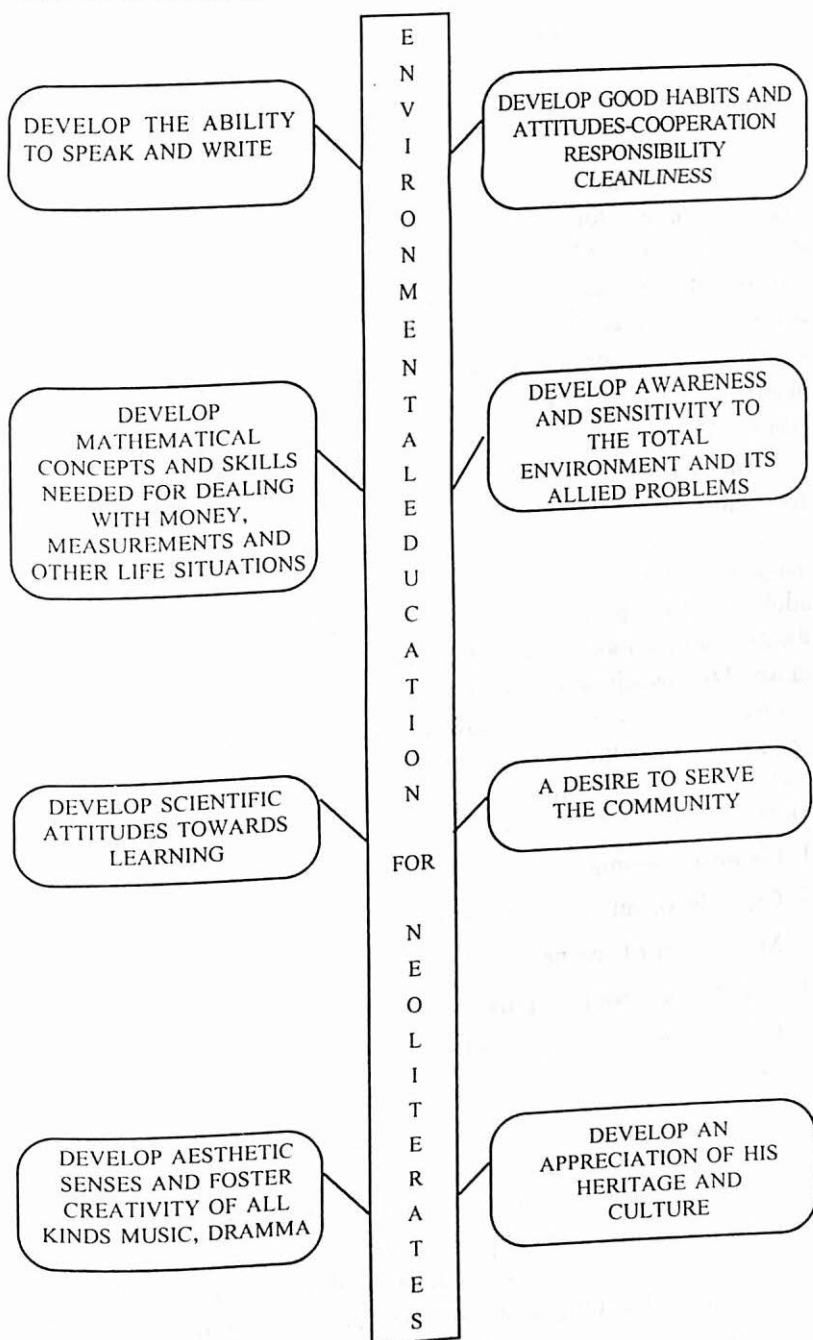 DEVELOP THE ABILITY
TO SPEAK AND WRITE
DEVELOP
MATHEMATICAL
CONCEPTS AND SKILLS
NEEDED FOR DEALING
WITH MONEY,
MEASUREMENTS AND
OTHER LIFE SITUATIONS
DEVELOP SCIENTIFIC
ATTITUDES TOWARDS
LEARNING
DEVELOP AESTHETIC
SENSES AND FOSTER
CREATIVITY OF ALL
KINDS MUSIC, DRAMMA
ENVIRONMENTAL EDUCATION FOR NEOLITERATES
DEVELOP GOOD HABITS AND
ATTITUDES-COOPERATION
RESPONSIBILITY
CLEANLINESS
DEVELOP AWARENESS
AND SENSITIVITY TO
THE TOTAL
ENVIRONMENT AND ITS
ALLIED PROBLEMS
A DESIRE TO SERVE
THE COMMUNITY
DEVELOP AN
APPRECIATION OF HIS
HERITAGE AND
CULTURE